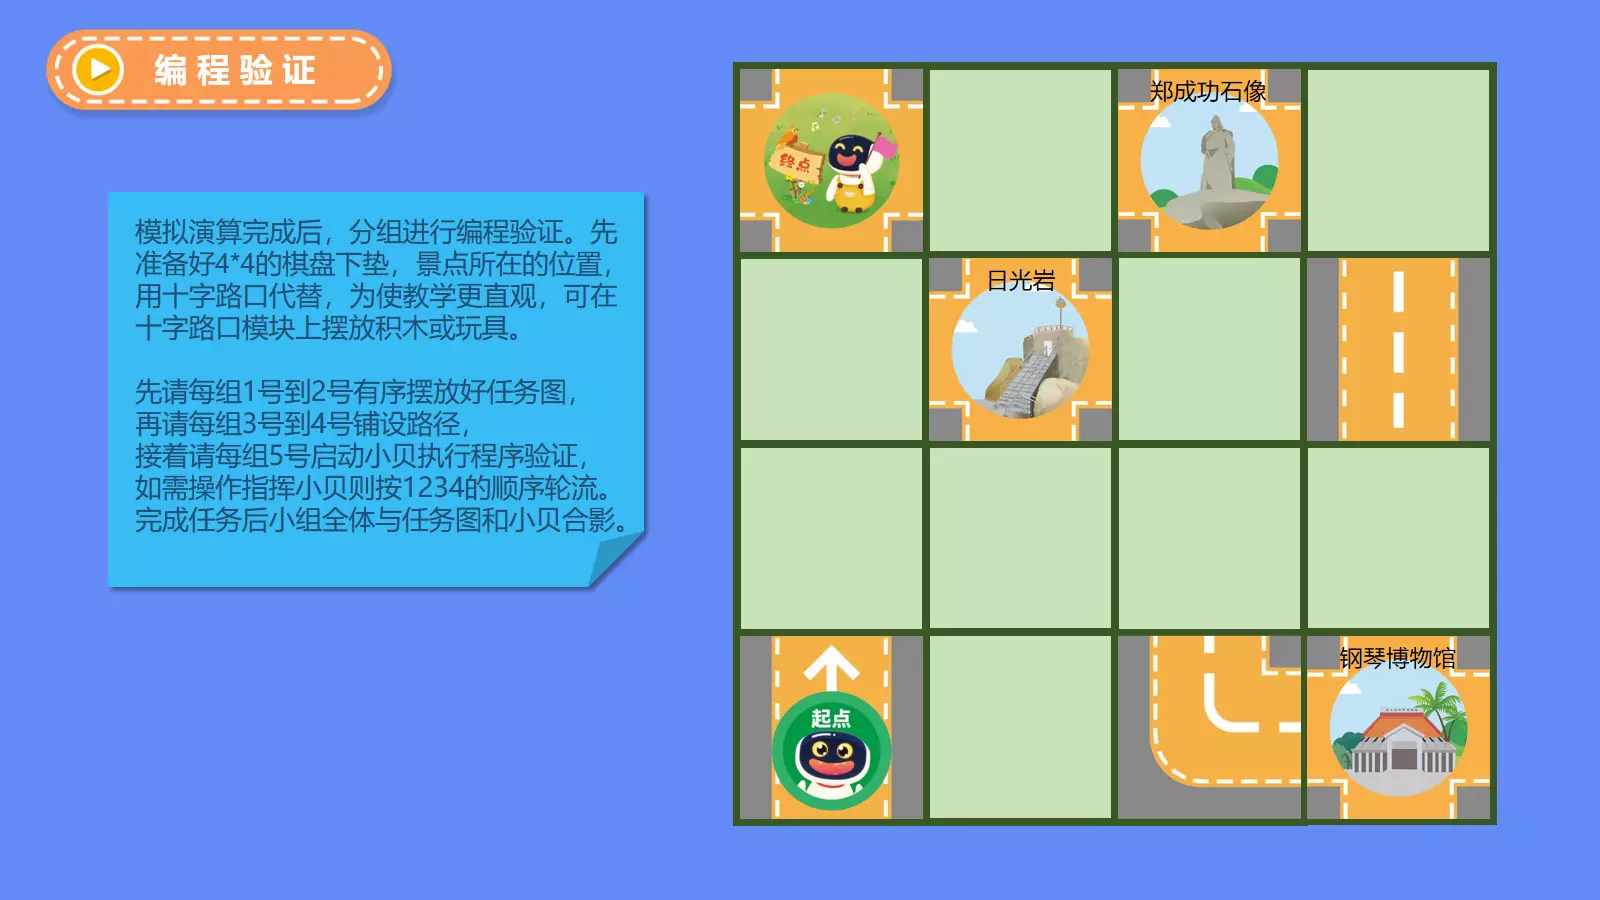 编程验证
模拟演算完成后，分组进行编程验证。先
准备好4*4的棋盘下垫，景点所在的位置，
用十字路口代替，为使教学更直观，可在
十字路口模块上摆放积木或玩具。
先请每组1号到2号有序摆放好任务图，
再请每组3号到4号铺设路径，
接着请每组5号启动小贝执行程序验证，
如需操作指挥小贝则按1234的顺序轮流。
完成任务后小组全体与任务图和小贝合影。
终点
郑成功石像
日光岩
起点
钢琴博物馆